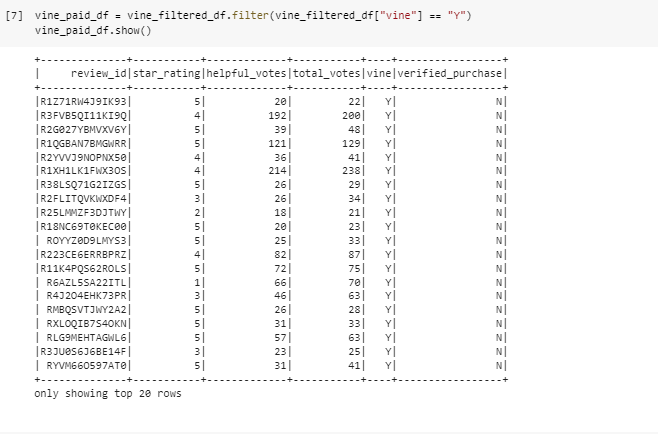 [7] vine_paid_df = vine_filtered_df.filter(vine_filtered_df["vine"] == "Y")
vine_paid_df.show()
+--------------+-----------+-------------+-----------+----+-----------------+
|     review_id|star_rating|helpful_votes|total_votes|vine|verified_purchase|
+--------------+-----------+-------------+-----------+----+-----------------+
|R1Z71RW4J9IK93|          5|           20|         22|   Y|                N|
|R3FVB5QI11KI9Q|          4|          192|        200|   Y|                N|
|R2G027YBMVXV6Y|          5|           39|         48|   Y|                N|
|R1QGBAN7BMGWRR|          5|          121|        129|   Y|                N|
|R2YVVJ9NOPNX50|          4|           36|         41|   Y|                N|
|R1XH1LK1FWX3OS|          4|          214|        238|   Y|                N|
|R38LSQ71G2IZGS|          5|           26|         29|   Y|                N|
|R2FLITQVKWXDF4|          3|           26|         34|   Y|                N|
|R25LMMZF3DJTWY|          2|           18|         21|   Y|                N|
|R18NC69T0KEC00|          5|           20|         23|   Y|                N|
| ROYYZ0D9LMYS3|          5|           25|         33|   Y|                N|
|R223CE6ERRBPRZ|          4|           82|         87|   Y|                N|
|R11K4PQS62ROLS|          5|           72|         75|   Y|                N|
| R6AZL5SA22ITL|          1|           66|         70|   Y|                N|
| R4J2O4EHK73PR|          3|           46|         63|   Y|                N|
| RMBQSVTJWY2A2|          5|           26|         28|   Y|                N|
| RXLOQIB7S4OKN|          5|           31|         33|   Y|                N|
| RLG9MEHTAGWL6|          5|           57|         63|   Y|                N|
|R3JU0S6J6BE14F|          3|           23|         25|   Y|                N|
| RYVM66O597AT0|          5|           31|         41|   Y|                N|
+--------------+-----------+-------------+-----------+----+-----------------+
only showing top 20 rows